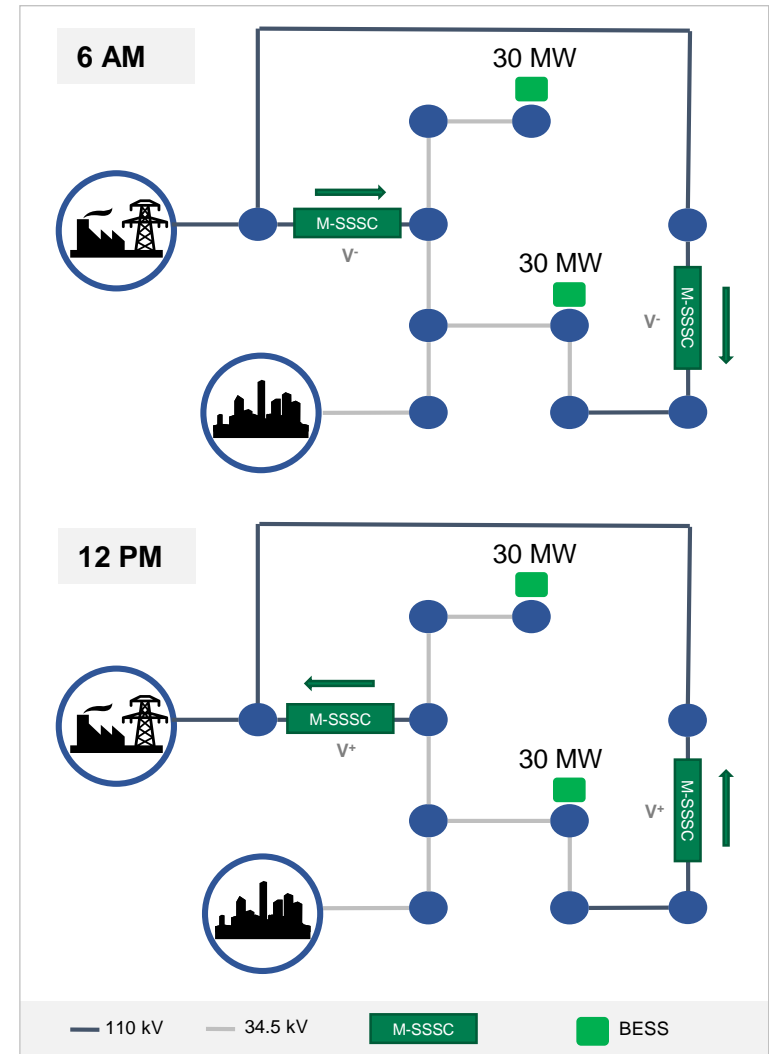 6 AM
30 MW
M-SSSC
V-
30 MW
V-
M-SSSC
12 PM
30 MW
M-SSSC
V+
30 MW
V+
M-SSSC
110 kV
34.5 kV
M-SSSC
BESS